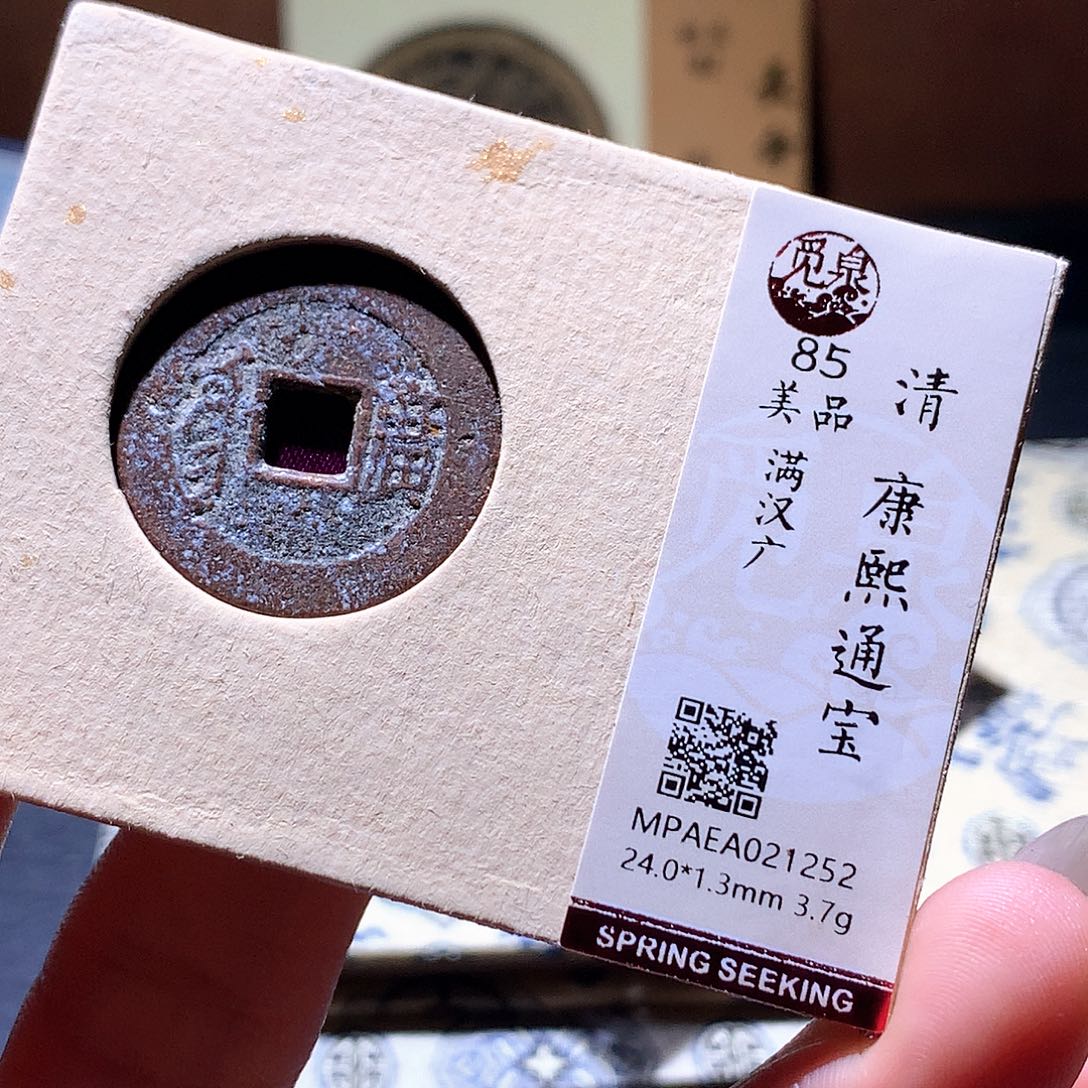 觅泉
85
美品
满汉广
清 康熙通宝
MPAEA021252
24.0*1.3mm 3.7g
SPRING SEEKING